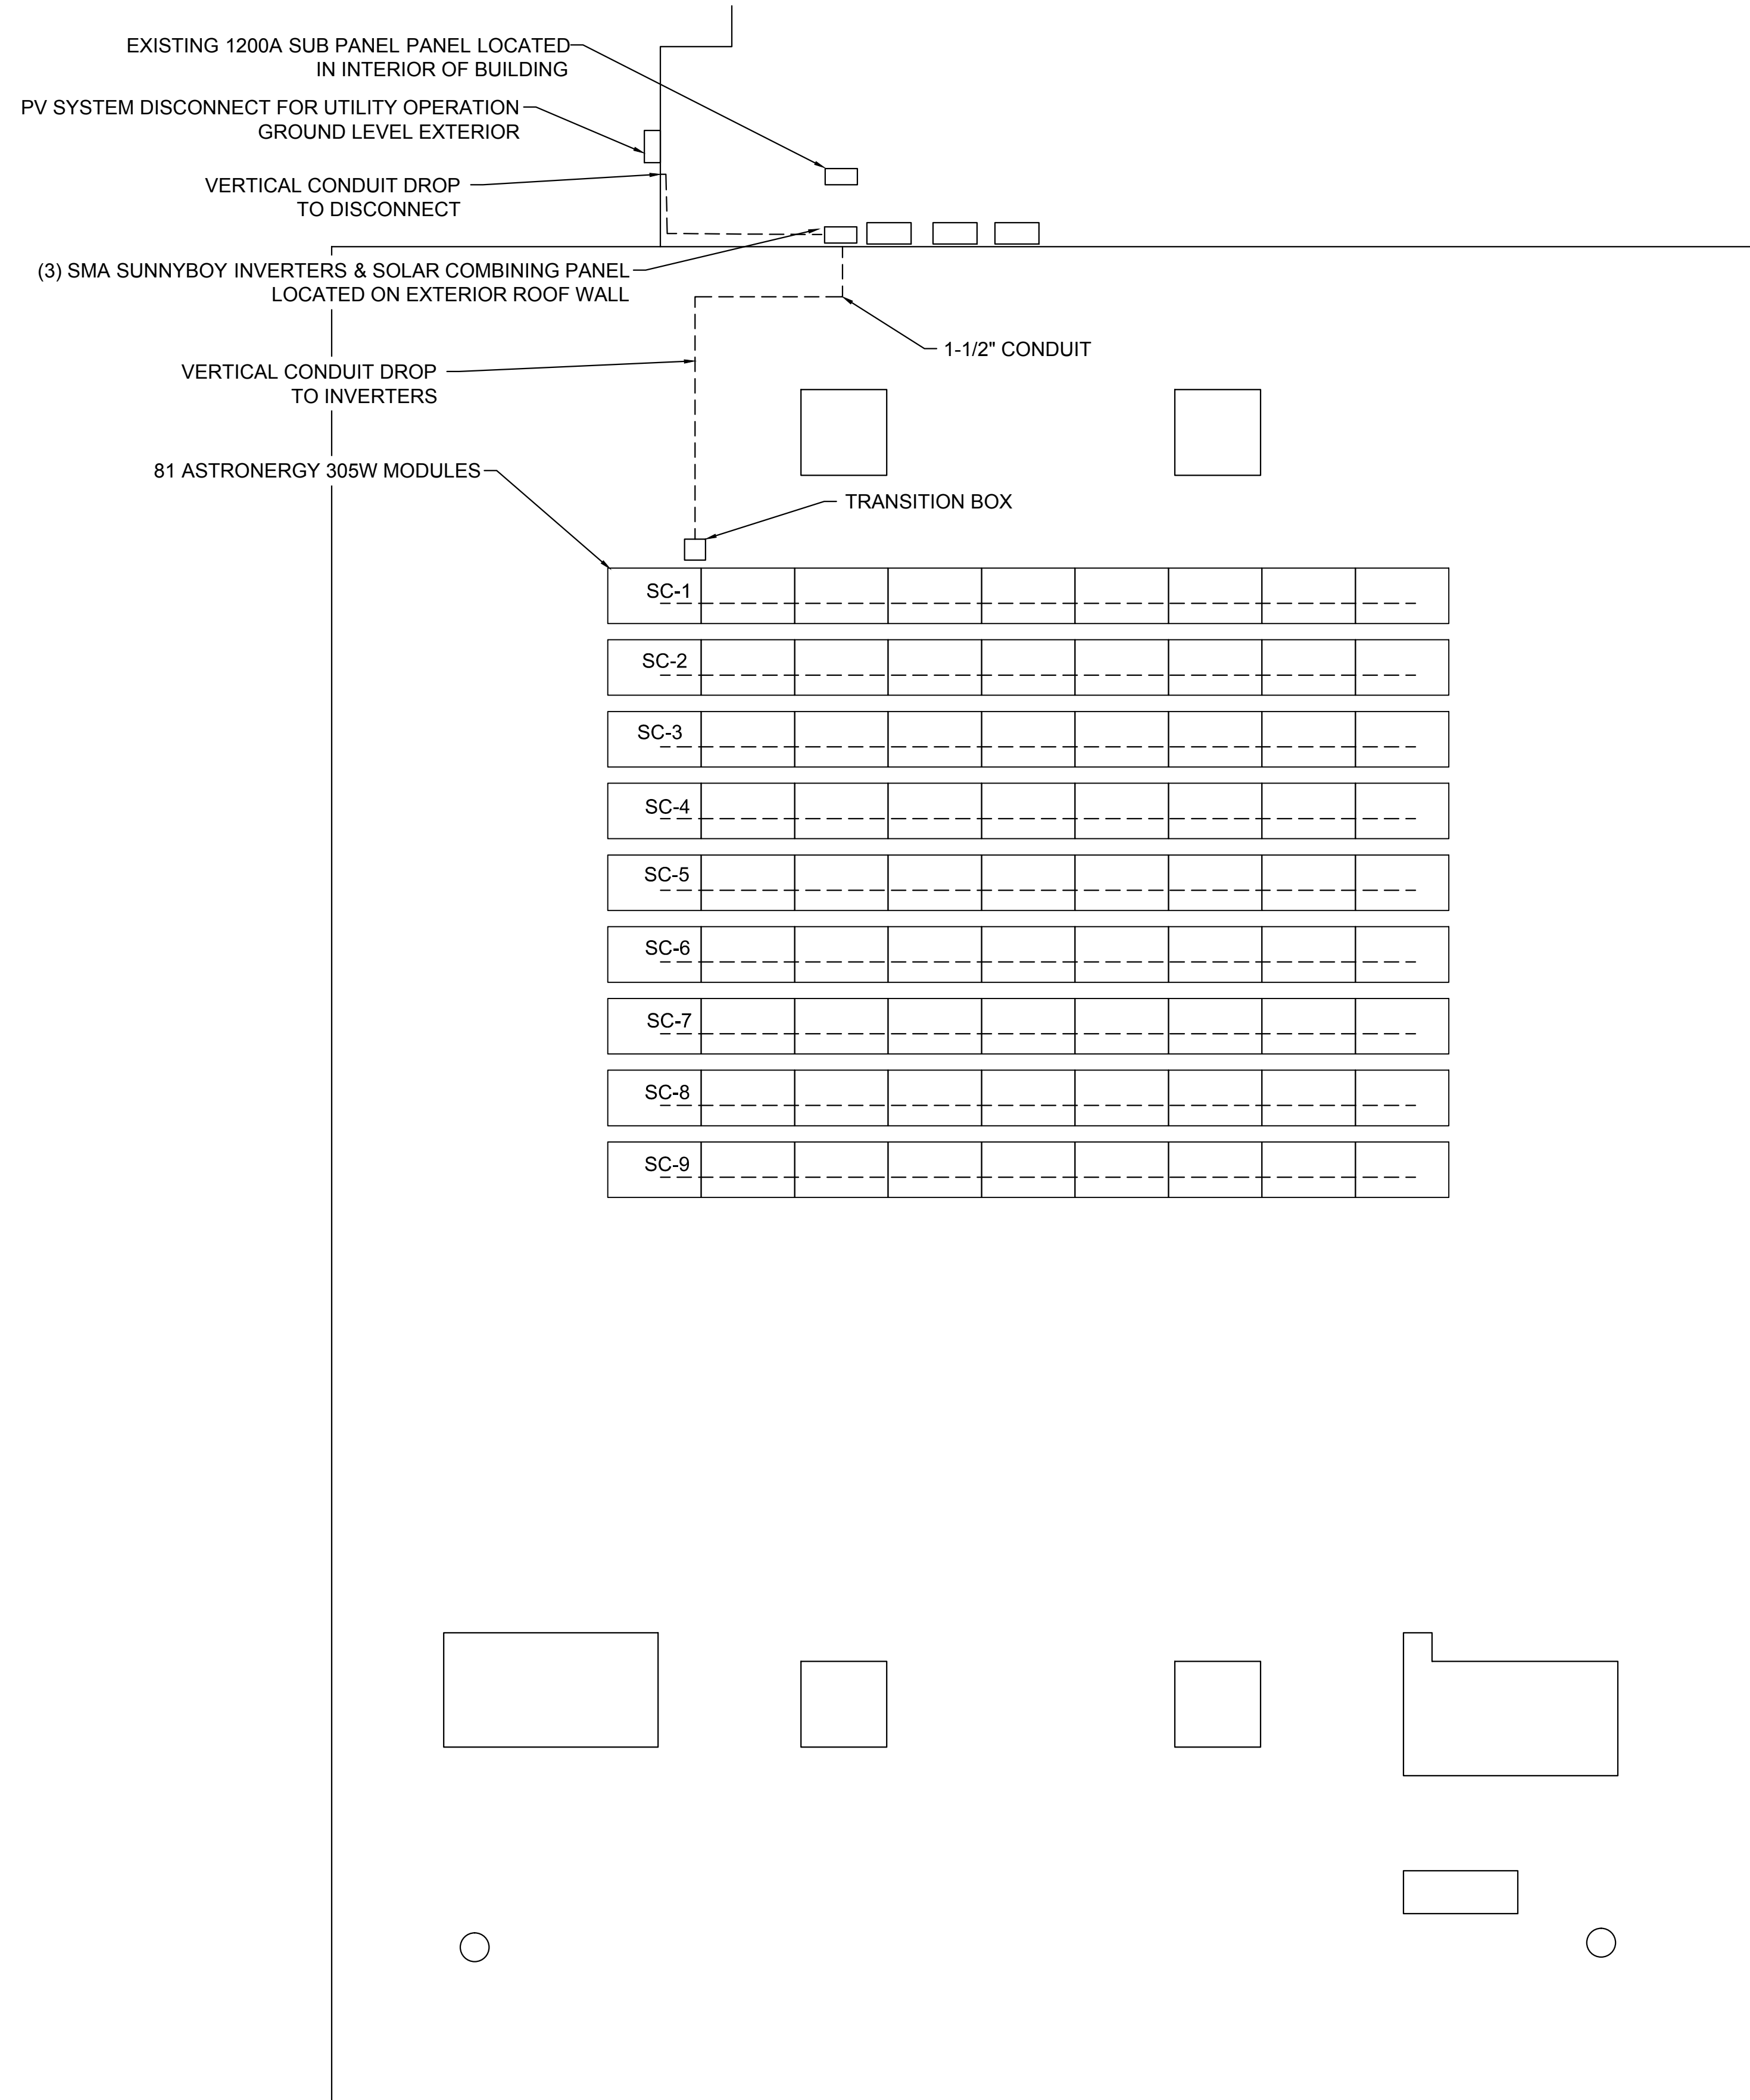 EXISTING 1200A SUB PANEL PANEL LOCATED
IN INTERIOR OF BUILDING
PV SYSTEM DISCONNECT FOR UTILITY OPERATION
GROUND LEVEL EXTERIOR
VERTICAL CONDUIT DROP
TO DISCONNECT
(3) SMA SUNNYBOY INVERTERS & SOLAR COMBINING PANEL
LOCATED ON EXTERIOR ROOF WALL
1-1/2" CONDUIT
VERTICAL CONDUIT DROP
TO INVERTERS
81 ASTRONERGY 305W MODULES
TRANSITION BOX
SC-1
SC-2
SC-3
SC-4
SC-5
SC-6
SC-7
SC-8
SC-9